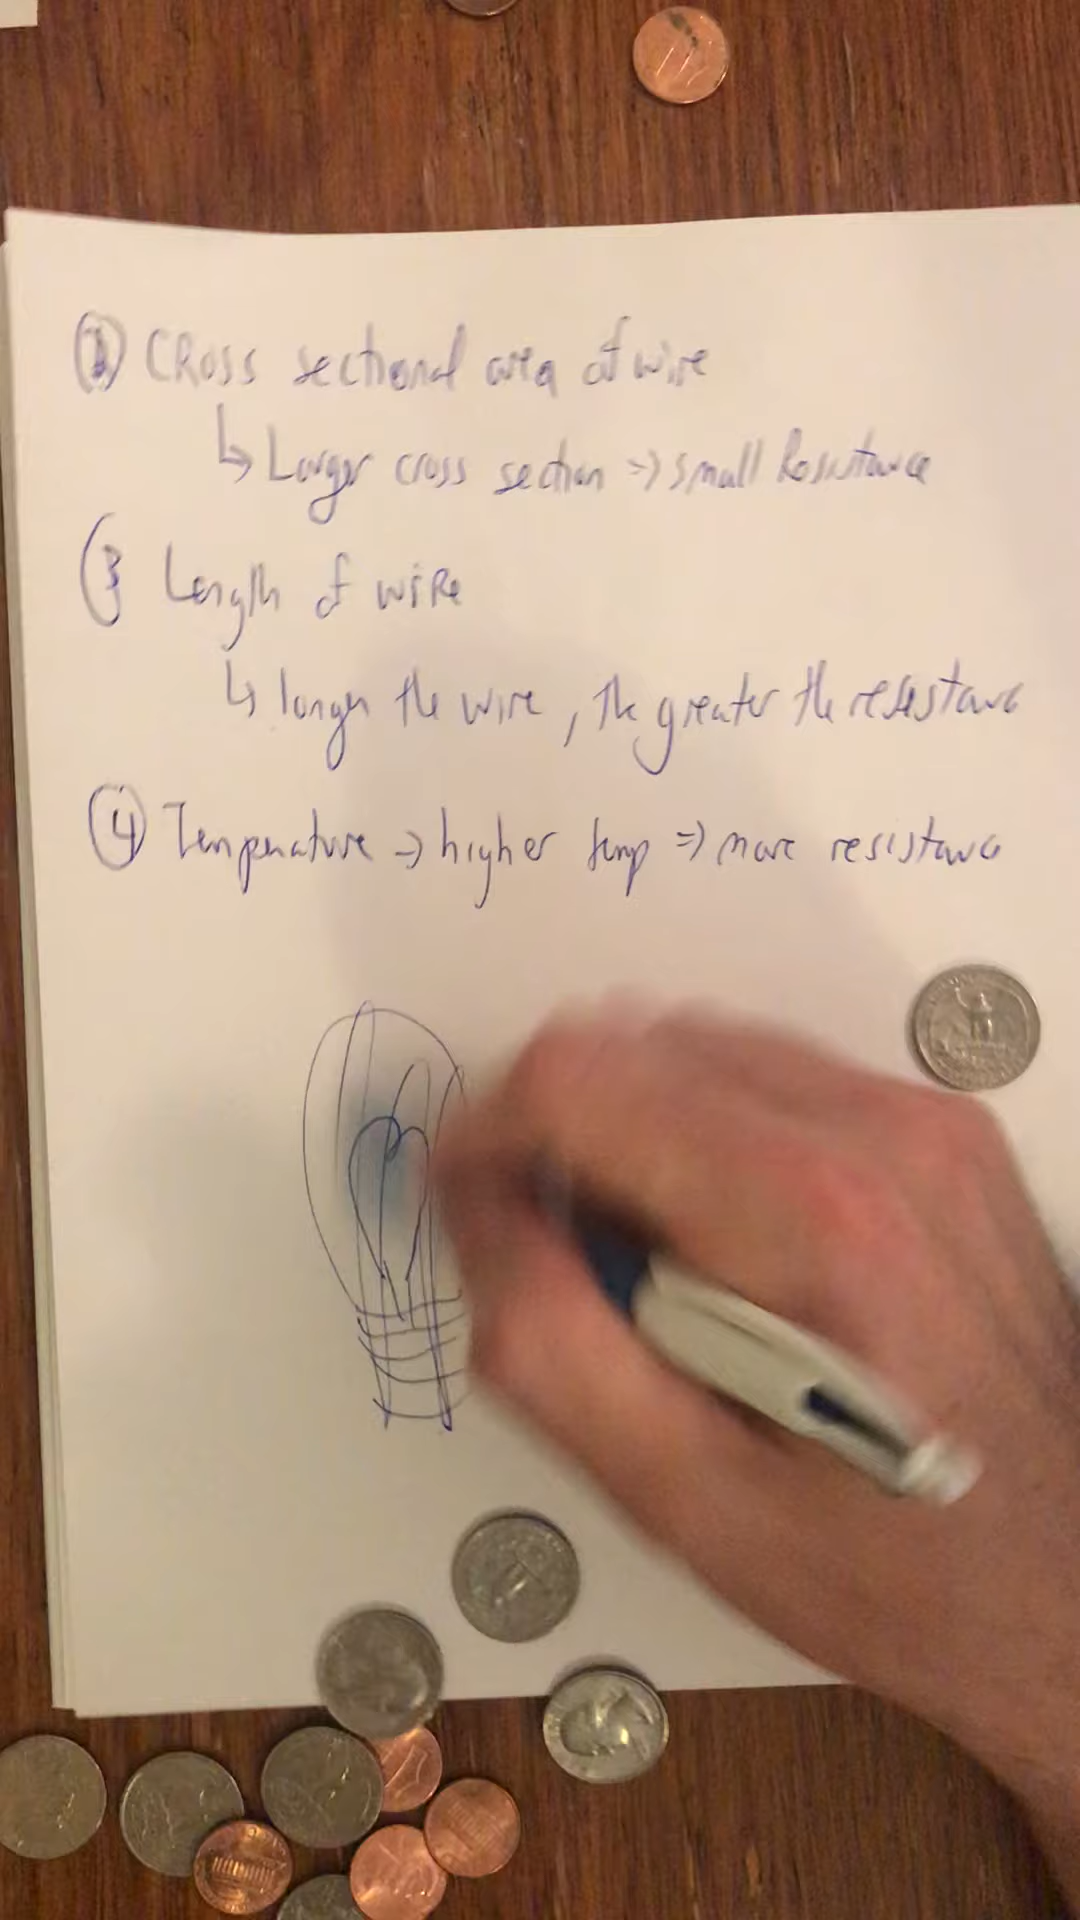 ② CRoss sectional area of wire
↳ Larger cross section => small Resistance
③ Length of wire
↳ longer the wire, the greater the resistance
④ Temperature → higher temp => more resistance